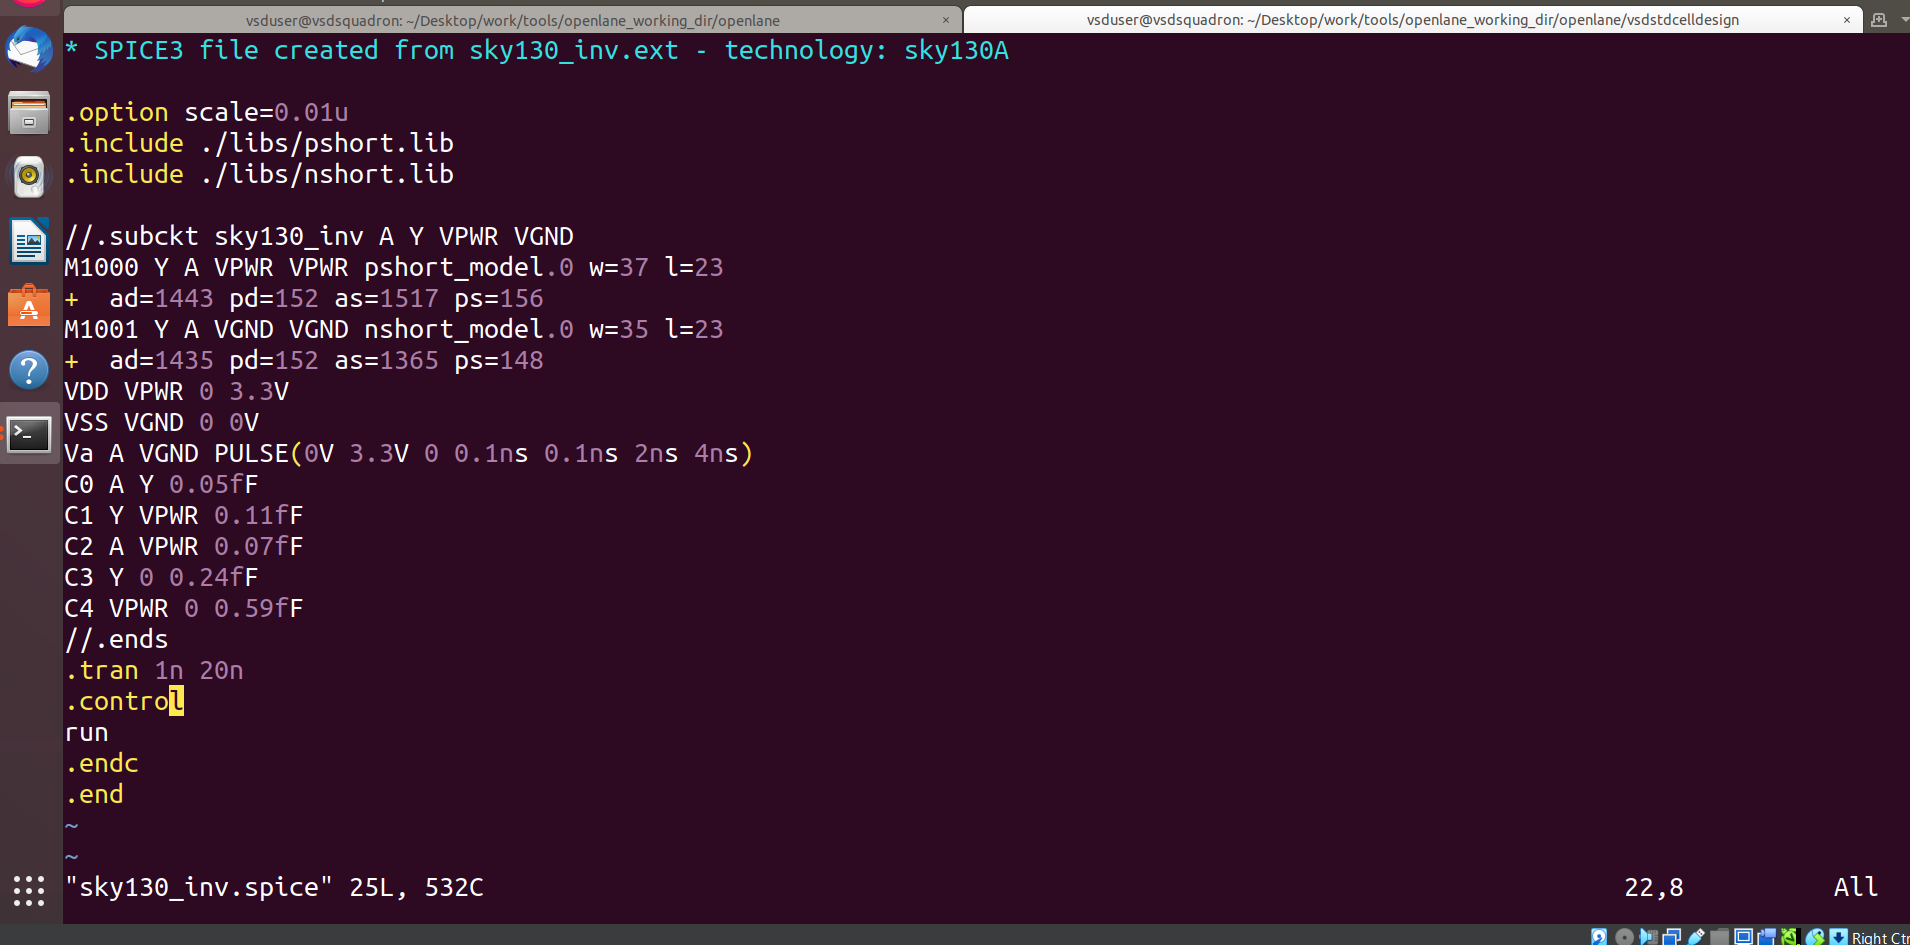 vsduser@vsdsquadron: ~/Desktop/work/tools/openlane_working_dir/openlane ×
vsduser@vsdsquadron: ~/Desktop/work/tools/openlane_working_dir/openlane/vsdstdcelldesign ×
* SPICE3 file created from sky130_inv.ext - technology: sky130A
.option scale=0.01u
.include ./libs/pshort.lib
.include ./libs/nshort.lib
//.subckt sky130_inv A Y VPWR VGND
M1000 Y A VPWR VPWR pshort_model.0 w=37 l=23
+  ad=1443 pd=152 as=1517 ps=156
M1001 Y A VGND VGND nshort_model.0 w=35 l=23
+  ad=1435 pd=152 as=1365 ps=148
VDD VPWR 0 3.3V
VSS VGND 0 0V
Va A VGND PULSE(0V 3.3V 0 0.1ns 0.1ns 2ns 4ns)
C0 A Y 0.05fF
C1 Y VPWR 0.11fF
C2 A VPWR 0.07fF
C3 Y 0 0.24fF
C4 VPWR 0 0.59fF
//.ends
.tran 1n 20n
.control
run
.endc
.end
~
~
"sky130_inv.spice" 25L, 532C 22,8 All
Right Ctr